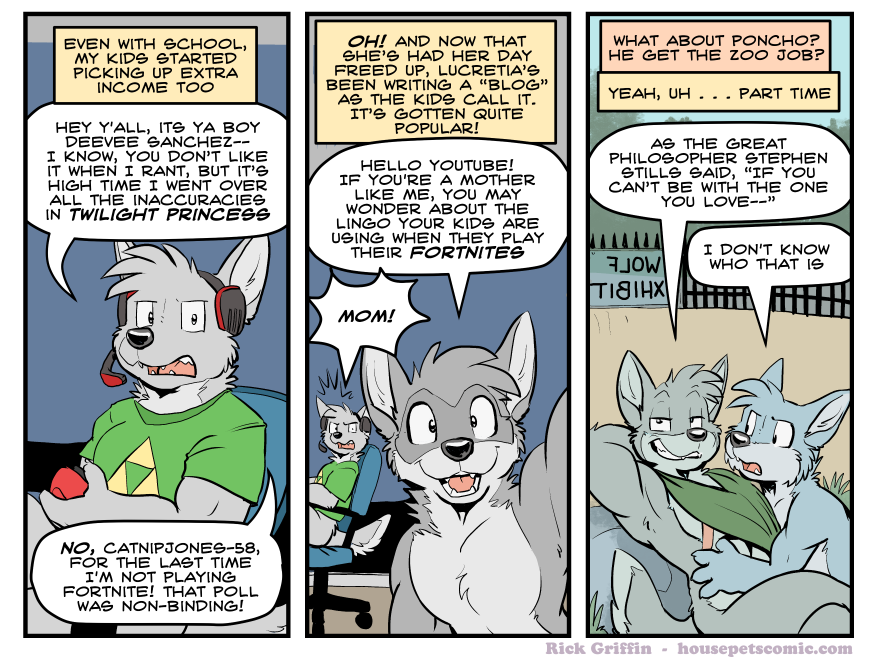 EVEN WITH SCHOOL,
MY KIDS STARTED
PICKING UP EXTRA
INCOME TOO
HEY Y'ALL, ITS YA BOY
DEEVEE SANCHEZ--
I KNOW, YOU DON'T LIKE
IT WHEN I RANT, BUT IT'S
HIGH TIME I WENT OVER
ALL THE INACCURACIES
IN TWILIGHT PRINCESS
NO, CATNIPJONES-58,
FOR THE LAST TIME
I'M NOT PLAYING
FORTNITE! THAT POLL
WAS NON-BINDING!
OH! AND NOW THAT
SHE'S HAD HER DAY
FREED UP, LUCRETIA'S
BEEN WRITING A “BLOG”
AS THE KIDS CALL IT.
IT'S GOTTEN QUITE
POPULAR!
HELLO YOUTUBE!
IF YOU'RE A MOTHER
LIKE ME, YOU MAY
WONDER ABOUT THE
LINGO YOUR KIDS ARE
USING WHEN THEY PLAY
THEIR FORTNITES
MOM!
WHAT ABOUT PONCHO?
HE GET THE ZOO JOB?
YEAH, UH . . . PART TIME
AS THE GREAT
PHILOSOPHER STEPHEN
STILLS SAID, “IF YOU
CAN'T BE WITH THE ONE
YOU LOVE--”
I DON'T KNOW
WHO THAT IS
WOLF
XHIBIT
Rick Griffin - housepetscomic.com